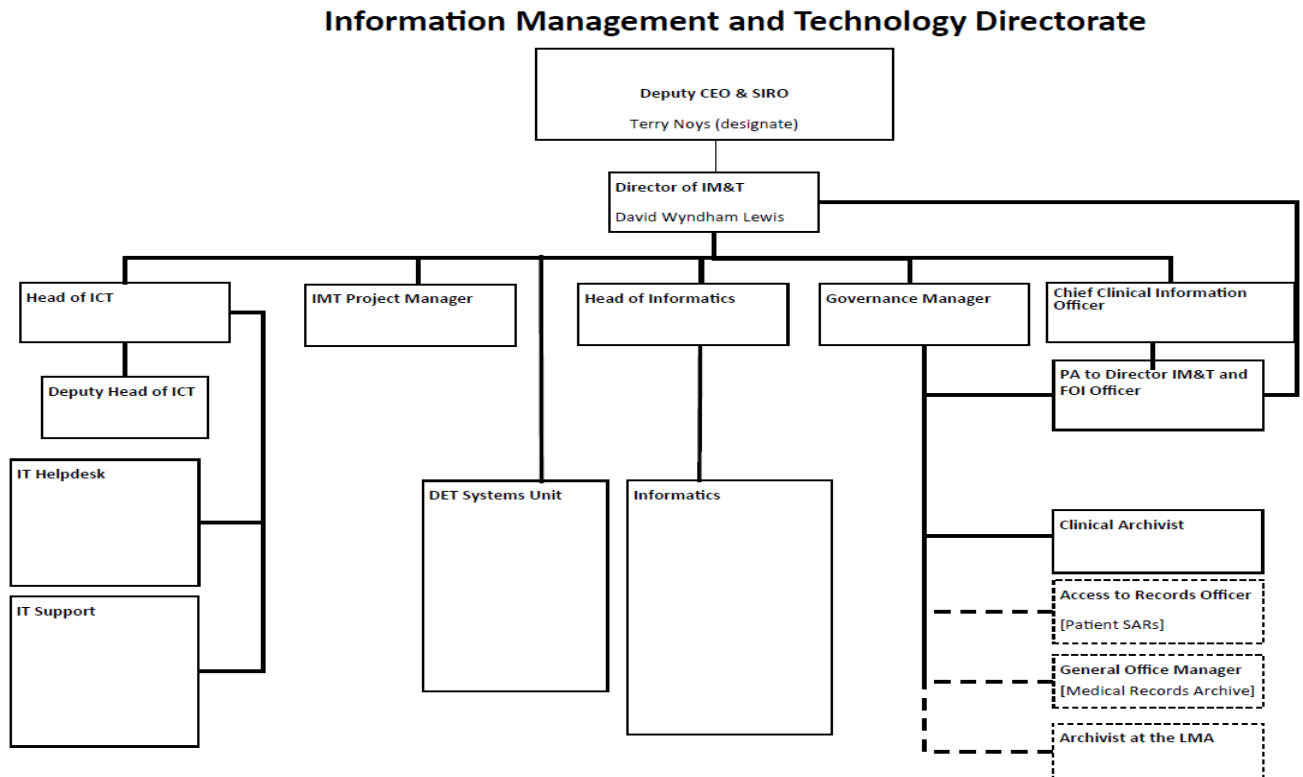 Information Management and Technology Directorate
Deputy CEO & SIRO
Terry Noys (designate)
Director of IM&T
David Wyndham Lewis
Head of ICT
IMT Project Manager
Head of Informatics
Governance Manager
Chief Clinical Information
Officer
Deputy Head of ICT
PA to Director IM&T and
FOI Officer
IT Helpdesk
DET Systems Unit
Informatics
Clinical Archivist
Access to Records Officer
[Patient SARs]
IT Support
General Office Manager
[Medical Records Archive]
Archivist at the LMA